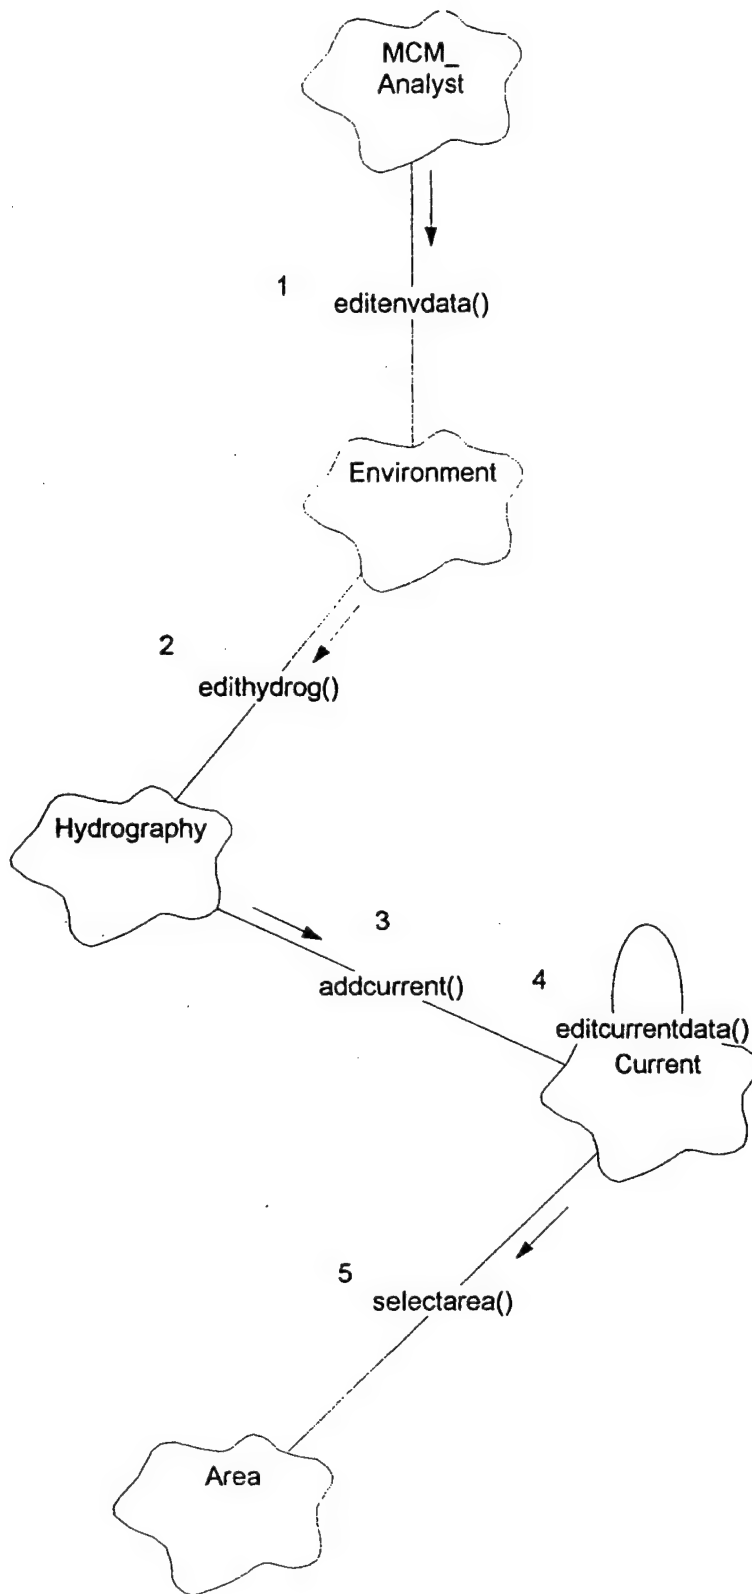 MCM_
Analyst
1
editenvdata()
Environment
2
edithydrog()
Hydrography
3
addcurrent()
4
editcurrentdata()
Current
5
selectarea()
Area